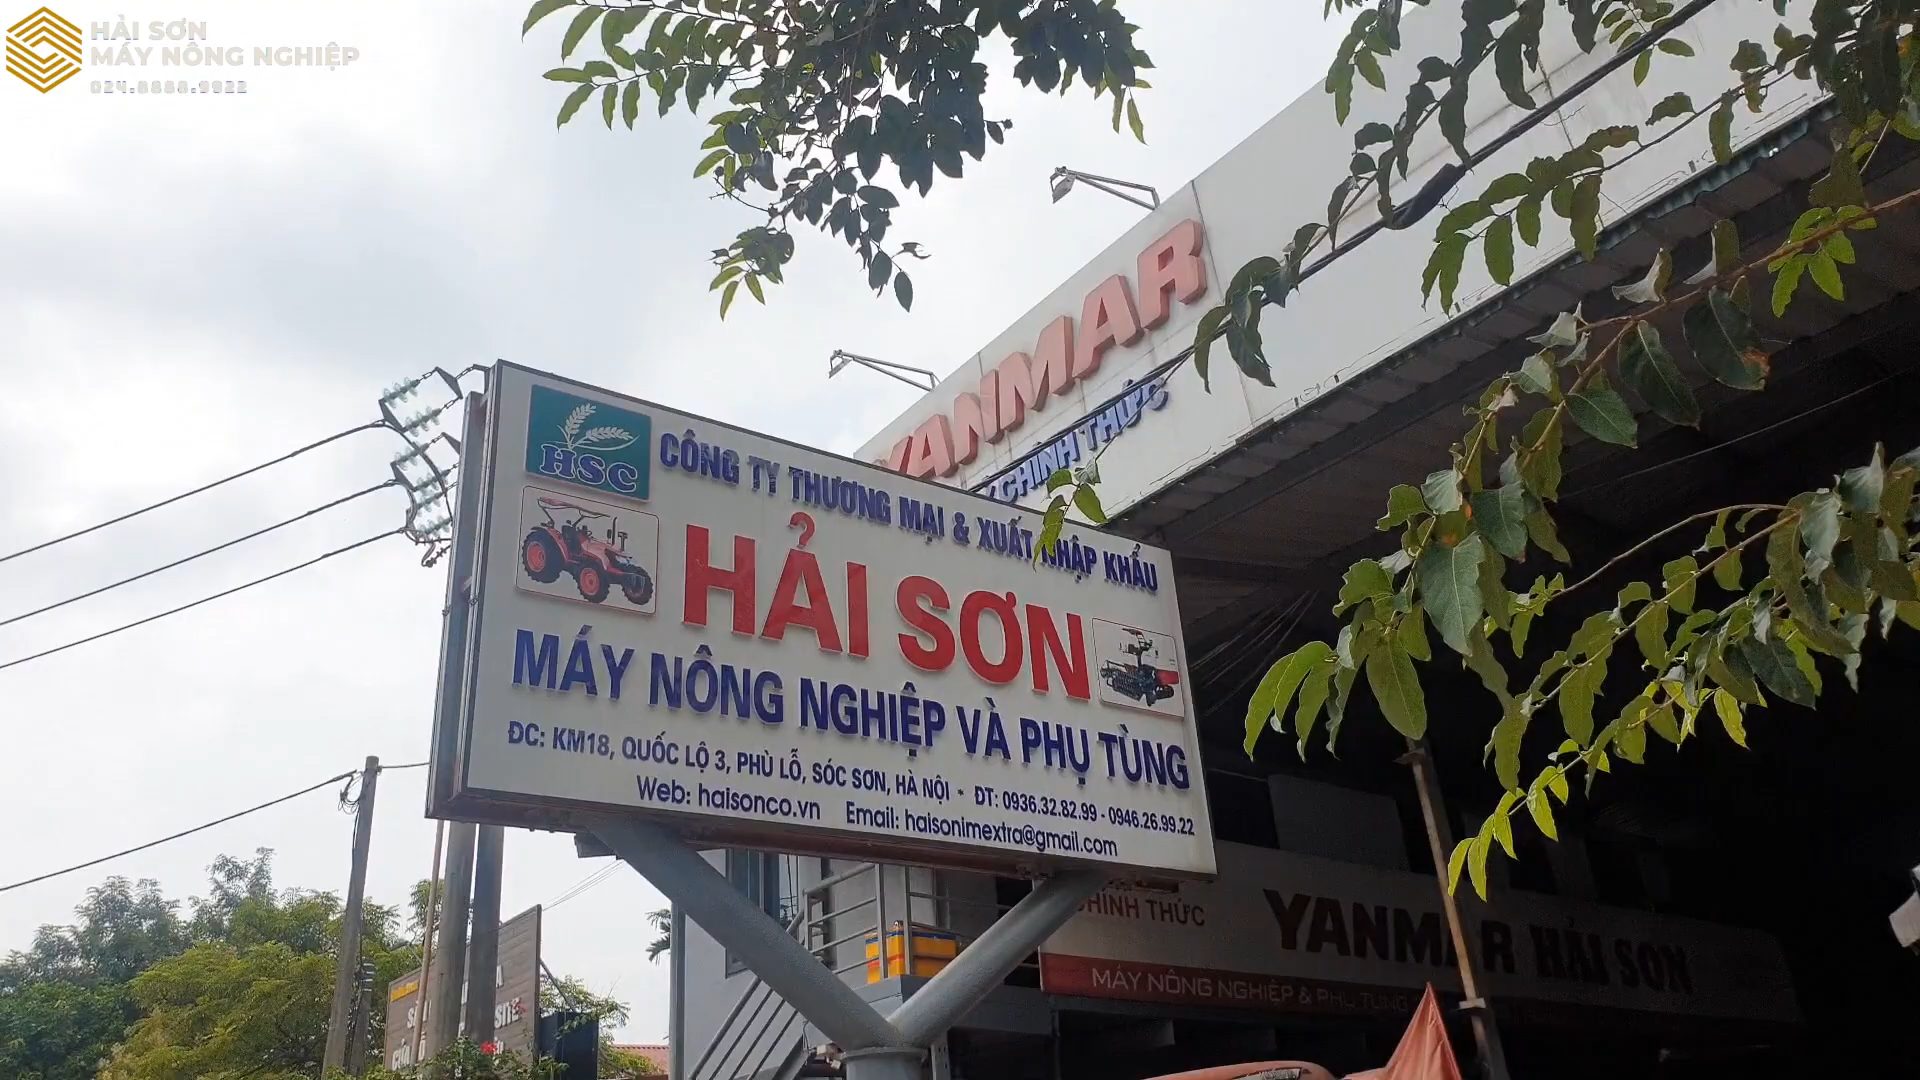 HẢI SƠN
MÁY NÔNG NGHIỆP
024.8888.9922
YANMAR
CHÍNH THỨC
HSC
CÔNG TY THƯƠNG MẠI & XUẤT NHẬP KHẨU
HẢI SƠN
MÁY NÔNG NGHIỆP VÀ PHỤ TÙNG
ĐC: KM18, QUỐC LỘ 3, PHÙ LỖ, SÓC SƠN, HÀ NỘI * ĐT: 0936.32.82.99 - 0946.26.99.22
Web: haisonco.vn Email: haisonimextra@gmail.com
CHÍNH THỨC
YANMAR HẢI SƠN
MÁY NÔNG NGHIỆP & PHỤ TÙNG